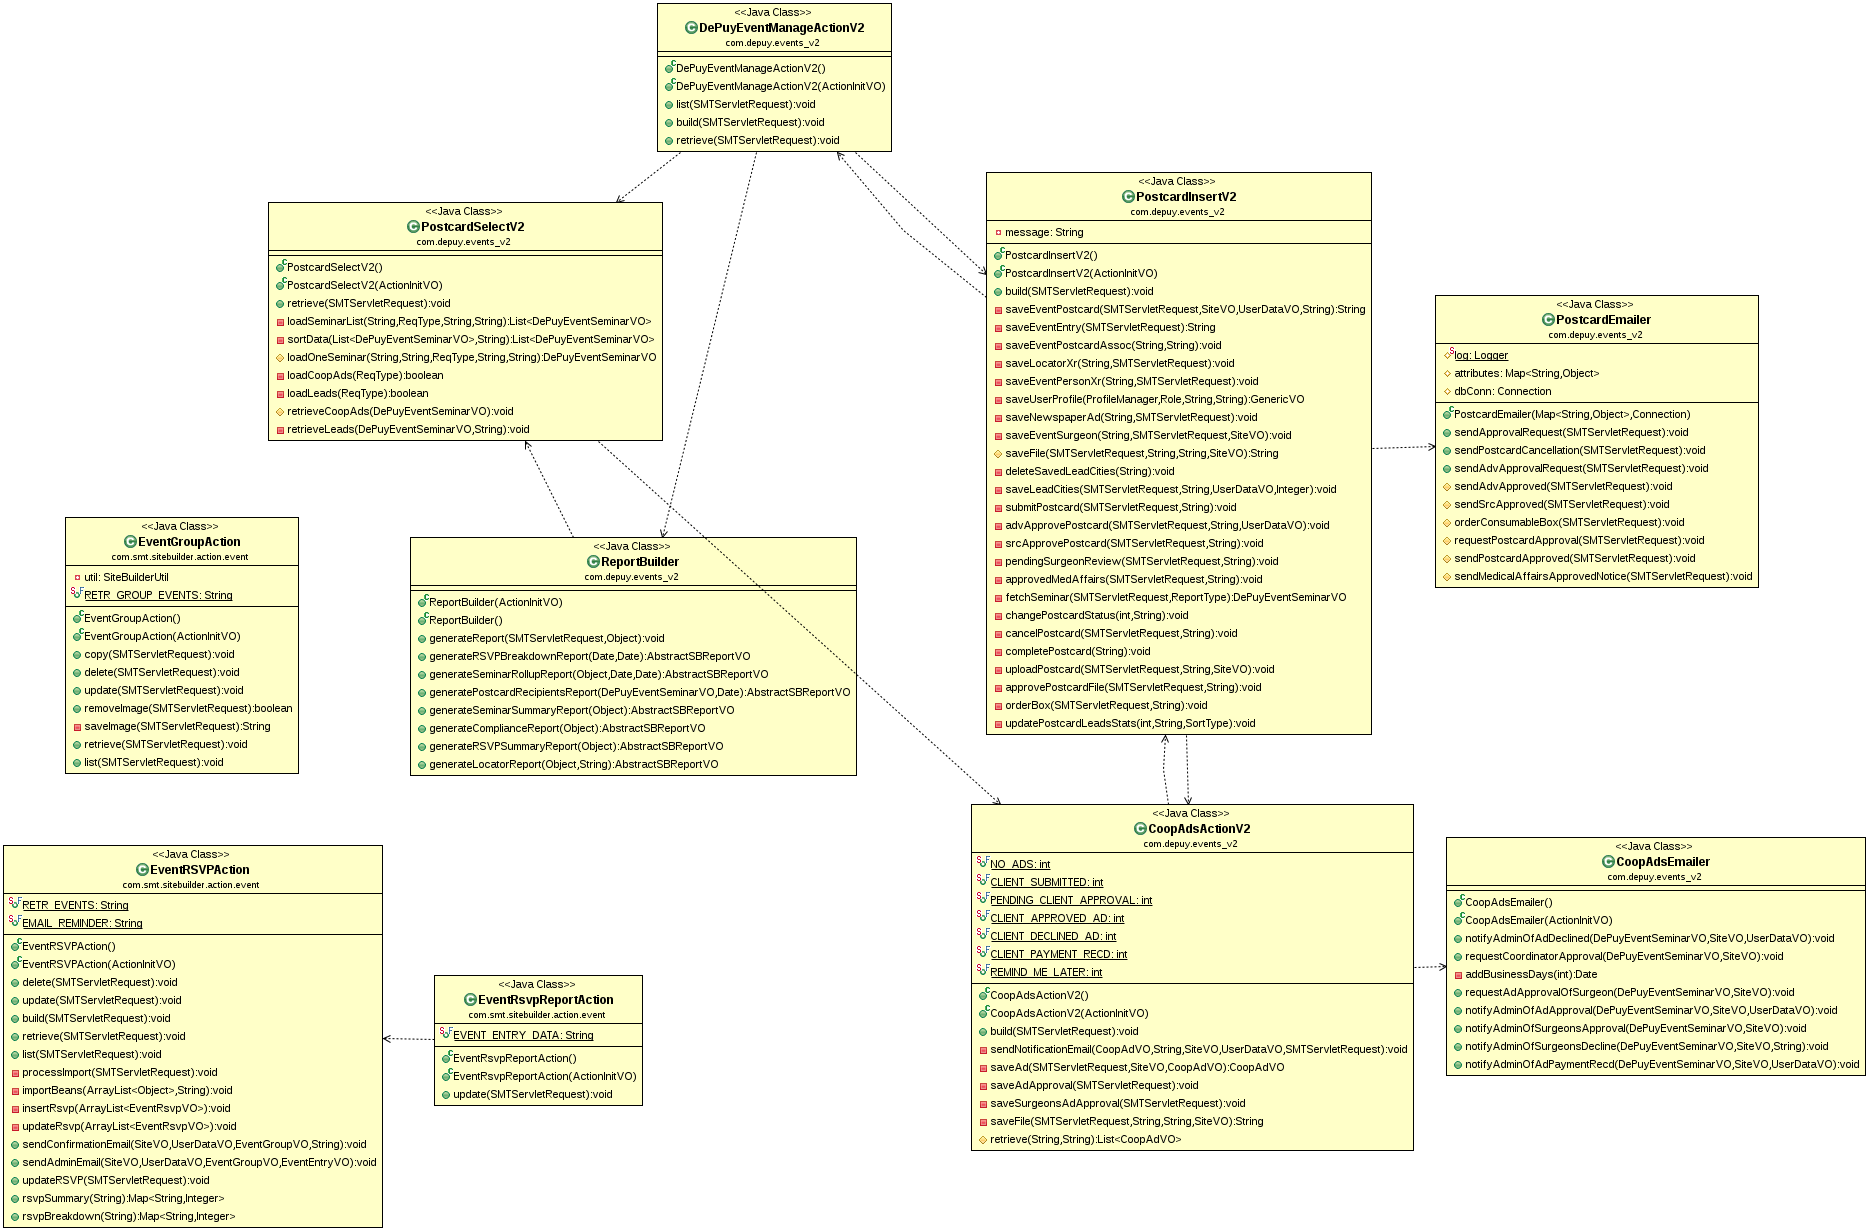 <<Java Class>>
DePuyEventManageActionV2
com.depuy.events_v2
DePuyEventManageActionV2()
DePuyEventManageActionV2(ActionInitVO)
list(SMTServletRequest):void
build(SMTServletRequest):void
retrieve(SMTServletRequest):void
<<Java Class>>
PostcardSelectV2
com.depuy.events_v2
PostcardSelectV2()
PostcardSelectV2(ActionInitVO)
retrieve(SMTServletRequest):void
loadSeminarList(String,ReqType,String,String):List<DePuyEventSeminarVO>
sortData(List<DePuyEventSeminarVO>,String):List<DePuyEventSeminarVO>
loadOneSeminar(String,String,ReqType,String,String):DePuyEventSeminarVO
loadCoopAds(ReqType):boolean
loadLeads(ReqType):boolean
retrieveCoopAds(DePuyEventSeminarVO):void
retrieveLeads(DePuyEventSeminarVO,String):void
<<Java Class>>
PostcardInsertV2
com.depuy.events_v2
message: String
PostcardInsertV2()
PostcardInsertV2(ActionInitVO)
build(SMTServletRequest):void
saveEventPostcard(SMTServletRequest,SiteVO,UserDataVO,String):String
saveEventEntry(SMTServletRequest):String
saveEventPostcardAssoc(String,String):void
saveLocatorXr(String,SMTServletRequest):void
saveEventPersonXr(String,SMTServletRequest):void
saveUserProfile(ProfileManager,Role,String,String):GenericVO
saveNewspaperAd(String,SMTServletRequest):void
saveEventSurgeon(String,SMTServletRequest,SiteVO):void
saveFile(SMTServletRequest,String,String,SiteVO):String
deleteSavedLeadCities(String):void
saveLeadCities(SMTServletRequest,String,UserDataVO,Integer):void
submitPostcard(SMTServletRequest,String):void
advApprovePostcard(SMTServletRequest,String,UserDataVO):void
srcApprovePostcard(SMTServletRequest,String):void
pendingSurgeonReview(SMTServletRequest,String):void
approvedMedAffairs(SMTServletRequest,String):void
fetchSeminar(SMTServletRequest,ReportType):DePuyEventSeminarVO
changePostcardStatus(int,String):void
cancelPostcard(SMTServletRequest,String):void
completePostcard(String):void
uploadPostcard(SMTServletRequest,String,SiteVO):void
approvePostcardFile(SMTServletRequest,String):void
orderBox(SMTServletRequest,String):void
updatePostcardLeadsStats(int,String,SortType):void
<<Java Class>>
PostcardEmailer
com.depuy.events_v2
log: Logger
attributes: Map<String,Object>
dbConn: Connection
PostcardEmailer(Map<String,Object>,Connection)
sendApprovalRequest(SMTServletRequest):void
sendPostcardCancellation(SMTServletRequest):void
sendAdvApprovalRequest(SMTServletRequest):void
sendAdvApproved(SMTServletRequest):void
sendSrcApproved(SMTServletRequest):void
orderConsumableBox(SMTServletRequest):void
requestPostcardApproval(SMTServletRequest):void
sendPostcardApproved(SMTServletRequest):void
sendMedicalAffairsApprovedNotice(SMTServletRequest):void
<<Java Class>>
EventGroupAction
com.smt.sitebuilder.action.event
util: SiteBuilderUtil
RETR_GROUP_EVENTS: String
EventGroupAction()
EventGroupAction(ActionInitVO)
copy(SMTServletRequest):void
delete(SMTServletRequest):void
update(SMTServletRequest):void
removeImage(SMTServletRequest):boolean
saveImage(SMTServletRequest):String
retrieve(SMTServletRequest):void
list(SMTServletRequest):void
<<Java Class>>
ReportBuilder
com.depuy.events_v2
ReportBuilder(ActionInitVO)
ReportBuilder()
generateReport(SMTServletRequest,Object):void
generateRSVPBreakdownReport(Date,Date):AbstractSBReportVO
generateSeminarRollupReport(Object,Date,Date):AbstractSBReportVO
generatePostcardRecipientsReport(DePuyEventSeminarVO,Date):AbstractSBReportVO
generateSeminarSummaryReport(Object):AbstractSBReportVO
generateComplianceReport(Object):AbstractSBReportVO
generateRSVPSummaryReport(Object):AbstractSBReportVO
generateLocatorReport(Object,String):AbstractSBReportVO
<<Java Class>>
EventRSVPAction
com.smt.sitebuilder.action.event
RETR_EVENTS: String
EMAIL_REMINDER: String
EventRSVPAction()
EventRSVPAction(ActionInitVO)
delete(SMTServletRequest):void
update(SMTServletRequest):void
build(SMTServletRequest):void
retrieve(SMTServletRequest):void
list(SMTServletRequest):void
processImport(SMTServletRequest):void
importBeans(ArrayList<Object>,String):void
insertRsvp(ArrayList<EventRsvpVO>):void
updateRsvp(ArrayList<EventRsvpVO>):void
sendConfirmationEmail(SiteVO,UserDataVO,EventGroupVO,String):void
sendAdminEmail(SiteVO,UserDataVO,EventGroupVO,EventEntryVO):void
updateRSVP(SMTServletRequest):void
rsvpSummary(String):Map<String,Integer>
rsvpBreakdown(String):Map<String,Integer>
<<Java Class>>
EventRsvpReportAction
com.smt.sitebuilder.action.event
EVENT_ENTRY_DATA: String
EventRsvpReportAction()
EventRsvpReportAction(ActionInitVO)
update(SMTServletRequest):void
<<Java Class>>
CoopAdsActionV2
com.depuy.events_v2
NO_ADS: int
CLIENT_SUBMITTED: int
PENDING_CLIENT_APPROVAL: int
CLIENT_APPROVED_AD: int
CLIENT_DECLINED_AD: int
CLIENT_PAYMENT_RECD: int
REMIND_ME_LATER: int
CoopAdsActionV2()
CoopAdsActionV2(ActionInitVO)
build(SMTServletRequest):void
sendNotificationEmail(CoopAdVO,String,SiteVO,UserDataVO,SMTServletRequest):void
saveAd(SMTServletRequest,SiteVO,CoopAdVO):CoopAdVO
saveAdApproval(SMTServletRequest):void
saveSurgeonsAdApproval(SMTServletRequest):void
saveFile(SMTServletRequest,String,String,SiteVO):String
retrieve(String,String):List<CoopAdVO>
<<Java Class>>
CoopAdsEmailer
com.depuy.events_v2
CoopAdsEmailer()
CoopAdsEmailer(ActionInitVO)
notifyAdminOfAdDeclined(DePuyEventSeminarVO,SiteVO,UserDataVO):void
requestCoordinatorApproval(DePuyEventSeminarVO,SiteVO):void
addBusinessDays(int):Date
requestAdApprovalOfSurgeon(DePuyEventSeminarVO,SiteVO):void
notifyAdminOfAdApproval(DePuyEventSeminarVO,SiteVO,UserDataVO):void
notifyAdminOfSurgeonsApproval(DePuyEventSeminarVO,SiteVO):void
notifyAdminOfSurgeonsDecline(DePuyEventSeminarVO,SiteVO,String):void
notifyAdminOfAdPaymentRecd(DePuyEventSeminarVO,SiteVO,UserDataVO):void